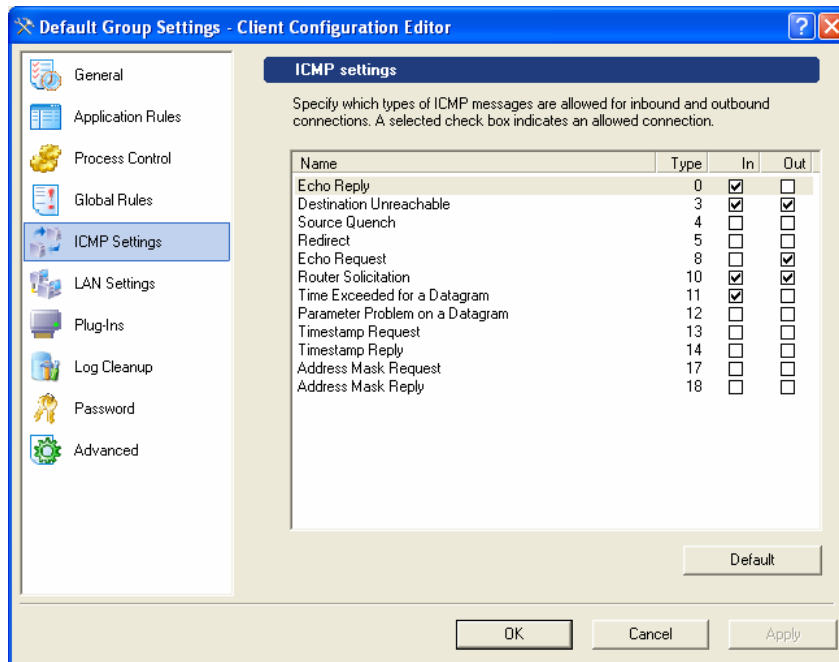 Default Group Settings - Client Configuration Editor
General
Application Rules
Process Control
Global Rules
ICMP Settings
LAN Settings
Plug-Ins
Log Cleanup
Password
Advanced
ICMP settings
Specify which types of ICMP messages are allowed for inbound and outbound
connections. A selected check box indicates an allowed connection.
Name Type In Out
Echo Reply 0
Destination Unreachable 3
Source Quench 4
Redirect 5
Echo Request 8
Router Solicitation 10
Time Exceeded for a Datagram 11
Parameter Problem on a Datagram 12
Timestamp Request 13
Timestamp Reply 14
Address Mask Request 17
Address Mask Reply 18
Default
OK Cancel Apply